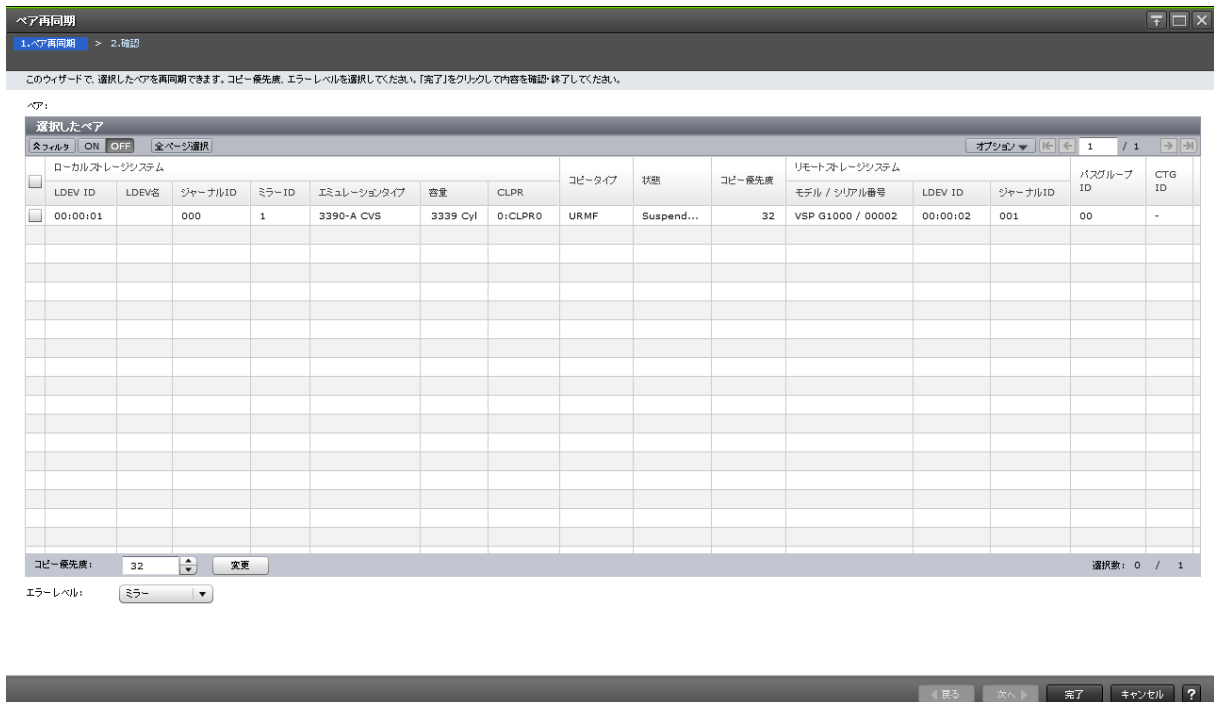 ペア再同期
1.ペア再同期 > 2.確認
このウィザードで、選択したペアを再同期できます。コピー優先度、エラーレベルを選択してください。「完了」をクリックして内容を確認・終了してください。
ペア:
選択したペア
フィルタ ON OFF 全ページ選択 オプション 1 / 1
ローカルストレージシステム コピータイプ 状態 コピー優先度 リモートストレージシステム パスグループID CTG ID
LDEV ID LDEV名 ジャーナルID ミラーID エミュレーションタイプ 容量 CLPR モデル / シリアル番号 LDEV ID ジャーナルID
00:00:01 000 1 3390-A CVS 3339 Cyl 0:CLPR0 URMF Suspend... 32 VSP G1000 / 00002 00:00:02 001 00 -
コピー優先度: 32 変更 選択数: 0 / 1
エラーレベル: ミラー
戻る 次へ 完了 キャンセル ?